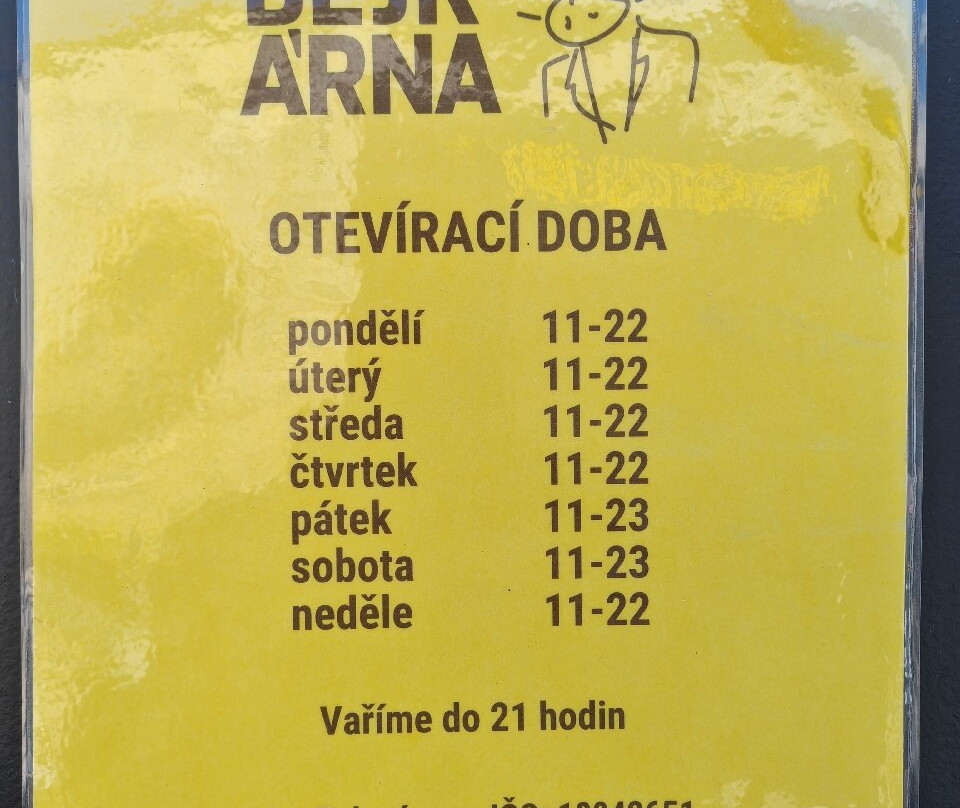 ÁRNA
OTEVÍRACÍ DOBA
pondělí 11-22
úterý 11-22
středa 11-22
čtvrtek 11-22
pátek 11-23
sobota 11-23
neděle 11-22
Vaříme do 21 hodin